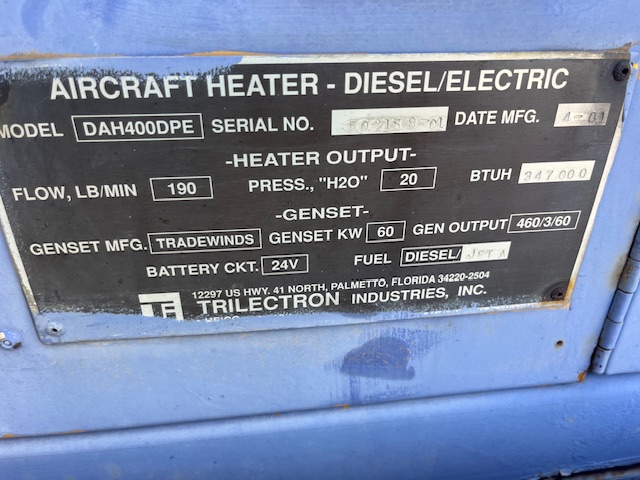 AIRCRAFT HEATER - DIESEL/ELECTRIC
MODEL DAH400DPE SERIAL NO. DATE MFG. 4-01
-HEATER OUTPUT-
FLOW, LB/MIN 190 PRESS., "H2O" 20 BTUH 347000
-GENSET-
GENSET MFG. TRADEWINDS GENSET KW 60 GEN OUTPUT 460/3/60
BATTERY CKT. 24V FUEL DIESEL/ JET A
12297 US HWY. 41 NORTH, PALMETTO, FLORIDA 34220-2504
TRILECTRON INDUSTRIES, INC.